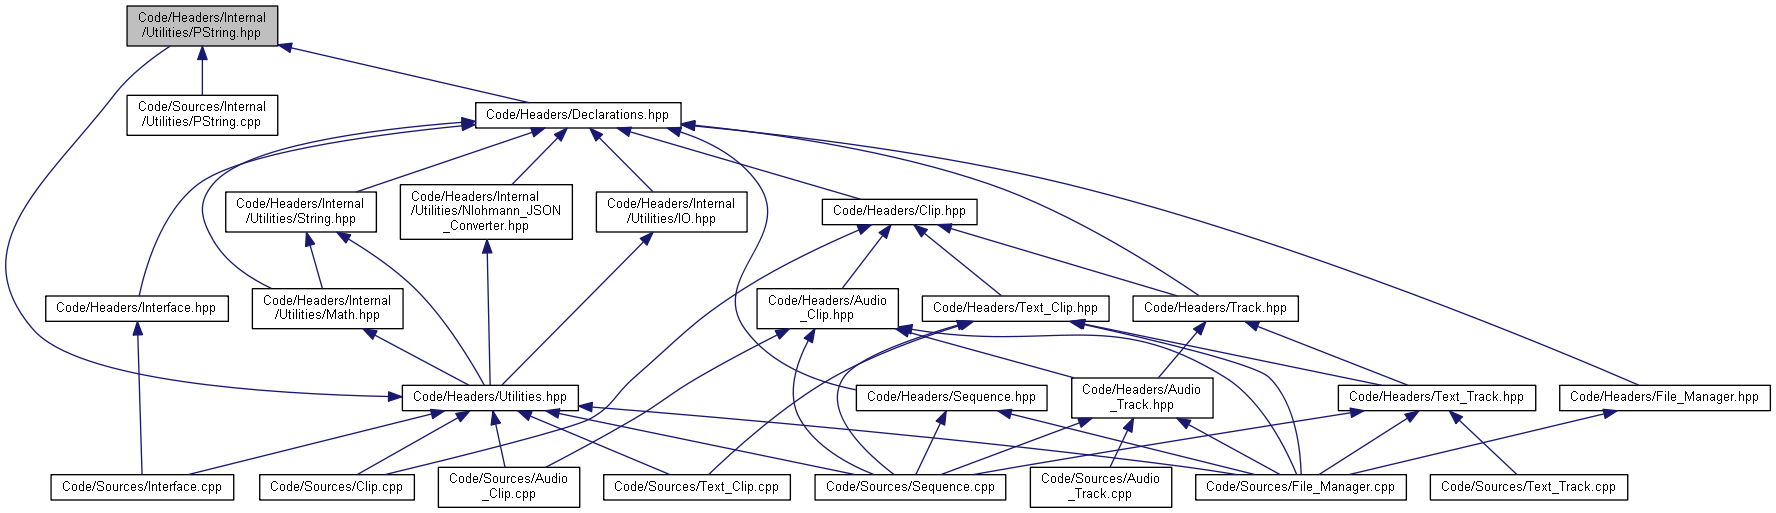 Code/Headers/Internal
/Utilities/PString.hpp
Code/Sources/Internal
/Utilities/PString.cpp
Code/Headers/Declarations.hpp
Code/Headers/Internal
/Utilities/String.hpp
Code/Headers/Internal
/Utilities/Nlohmann_JSON
_Converter.hpp
Code/Headers/Internal
/Utilities/IO.hpp
Code/Headers/Clip.hpp
Code/Headers/Interface.hpp
Code/Headers/Internal
/Utilities/Math.hpp
Code/Headers/Audio
_Clip.hpp
Code/Headers/Text_Clip.hpp
Code/Headers/Track.hpp
Code/Headers/Utilities.hpp
Code/Headers/Sequence.hpp
Code/Headers/Audio
_Track.hpp
Code/Headers/Text_Track.hpp
Code/Headers/File_Manager.hpp
Code/Sources/Interface.cpp
Code/Sources/Clip.cpp
Code/Sources/Audio
_Clip.cpp
Code/Sources/Text_Clip.cpp
Code/Sources/Sequence.cpp
Code/Sources/Audio
_Track.cpp
Code/Sources/File_Manager.cpp
Code/Sources/Text_Track.cpp